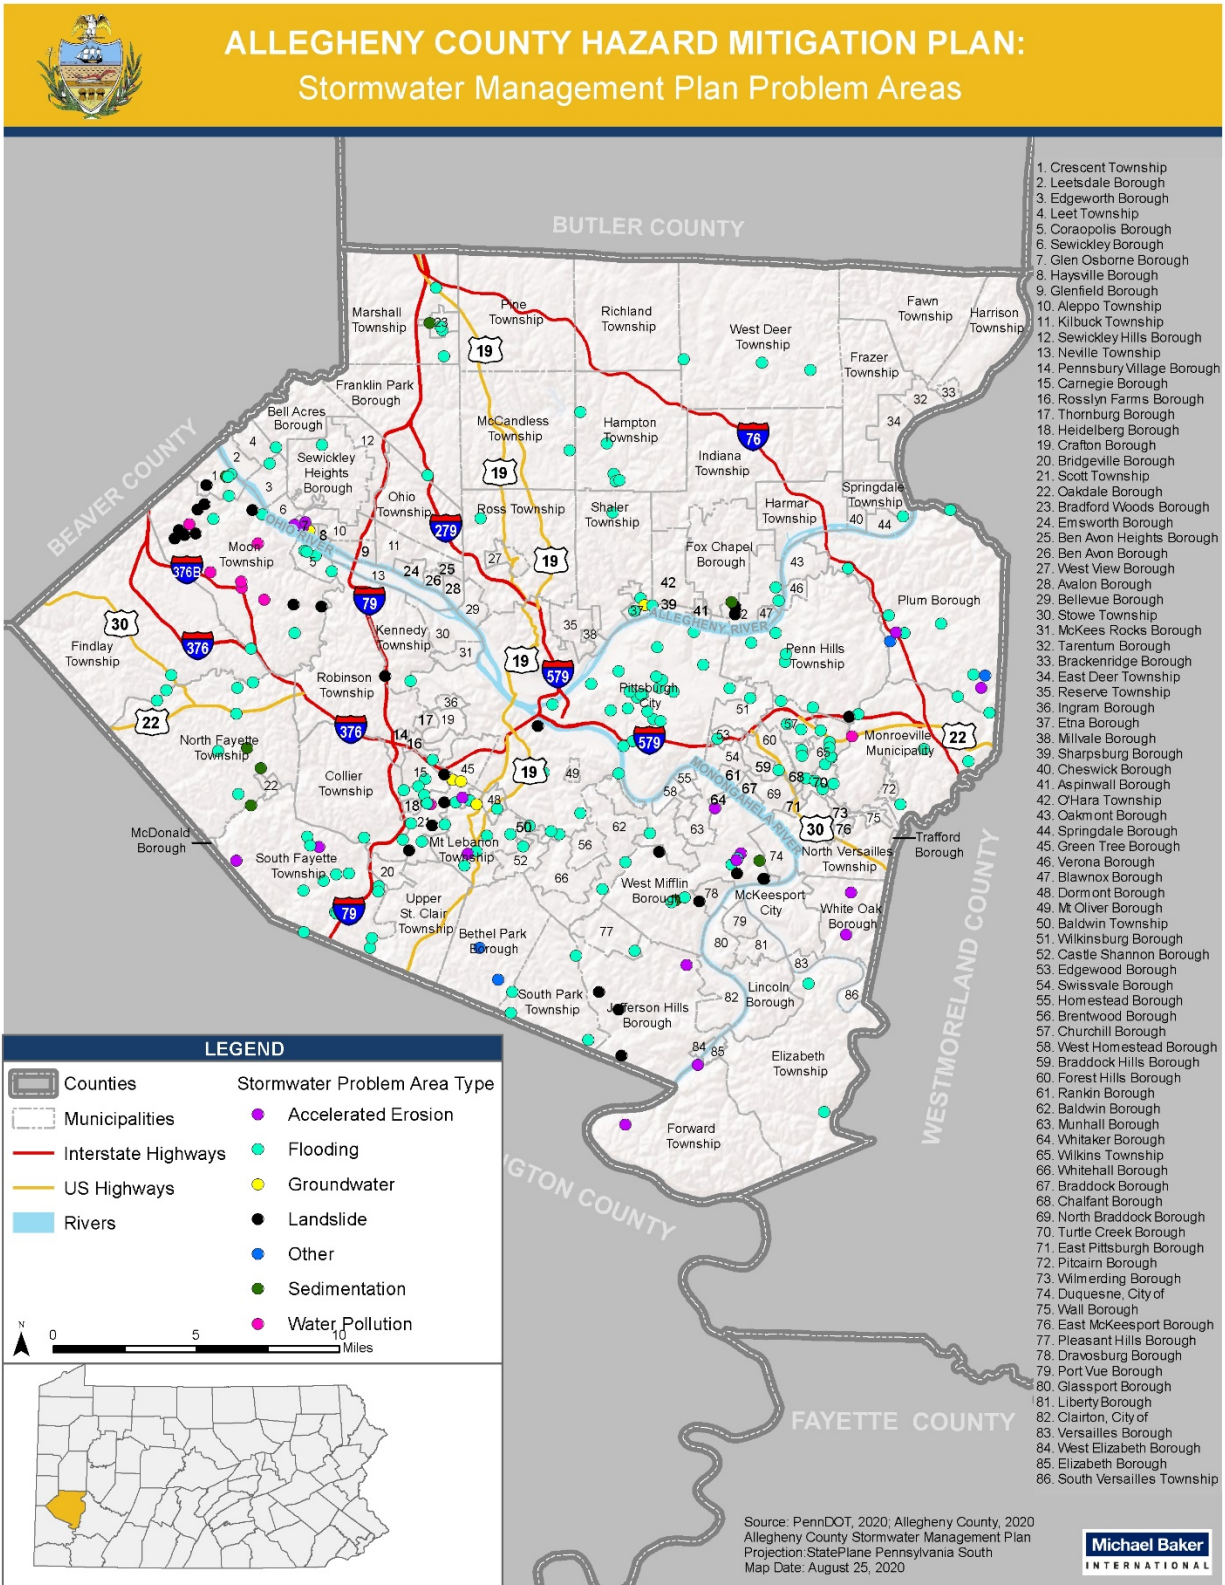 ALLEGHENY COUNTY HAZARD MITIGATION PLAN:
Stormwater Management Plan Problem Areas
BUTLER COUNTY
BEAVER COUNTY
WESTMORELAND COUNTY
FAYETTE COUNTY
NGTON COUNTY
Marshall
Township
Pine
Township
Richland
Township
West Deer
Township
Fawn
Township
Harrison
Township
Frazer
Township
Franklin Park
Borough
Bell Acres
Borough
Sewickley
Heights
Borough
McCandless
Township
Hampton
Township
Indiana
Township
Ohio
Township
Ross Township
Shaler
Township
Harmar
Township
Springdale
Township
Fox Chapel
Borough
Moon
Township
OHIO RIVER
ALLEGHENY RIVER
MONONGAHELA RIVER
Plum Borough
Findlay
Township
Kennedy
Township
Robinson
Township
Penn Hills
Township
Pittsburgh
City
Monroeville
Municipality
North Fayette
Township
Collier
Township
McDonald
Borough
South Fayette
Township
Mt Lebanon
Township
Upper
St. Clair
Township
Bethel Park
Borough
West Mifflin
Borough
McKeesport
City
North Versailles
Township
Trafford
Borough
White Oak
Borough
South Park
Township
Jefferson Hills
Borough
Lincoln
Borough
Elizabeth
Township
Forward
Township
19
19
19
19
19
76
279
376B
79
30
376
22
376
579
579
22
30
79
1. Crescent Township
2. Leetsdale Borough
3. Edgeworth Borough
4. Leet Township
5. Coraopolis Borough
6. Sewickley Borough
7. Glen Osborne Borough
8. Haysville Borough
9. Glenfield Borough
10. Aleppo Township
11. Kilbuck Township
12. Sewickley Hills Borough
13. Neville Township
14. Pennsbury Village Borough
15. Carnegie Borough
16. Rosslyn Farms Borough
17. Thornburg Borough
18. Heidelberg Borough
19. Crafton Borough
20. Bridgeville Borough
21. Scott Township
22. Oakdale Borough
23. Bradford Woods Borough
24. Emsworth Borough
25. Ben Avon Heights Borough
26. Ben Avon Borough
27. West View Borough
28. Avalon Borough
29. Bellevue Borough
30. Stowe Township
31. McKees Rocks Borough
32. Tarentum Borough
33. Brackenridge Borough
34. East Deer Township
35. Reserve Township
36. Ingram Borough
37. Etna Borough
38. Millvale Borough
39. Sharpsburg Borough
40. Cheswick Borough
41. Aspinwall Borough
42. O'Hara Township
43. Oakmont Borough
44. Springdale Borough
45. Green Tree Borough
46. Verona Borough
47. Blawnox Borough
48. Dormont Borough
49. Mt Oliver Borough
50. Baldwin Township
51. Wilkinsburg Borough
52. Castle Shannon Borough
53. Edgewood Borough
54. Swissvale Borough
55. Homestead Borough
56. Brentwood Borough
57. Churchill Borough
58. West Homestead Borough
59. Braddock Hills Borough
60. Forest Hills Borough
61. Rankin Borough
62. Baldwin Borough
63. Munhall Borough
64. Whitaker Borough
65. Wilkins Township
66. Whitehall Borough
67. Braddock Borough
68. Chalfant Borough
69. North Braddock Borough
70. Turtle Creek Borough
71. East Pittsburgh Borough
72. Pitcairn Borough
73. Wilmerding Borough
74. Duquesne, City of
75. Wall Borough
76. East McKeesport Borough
77. Pleasant Hills Borough
78. Dravosburg Borough
79. Port Vue Borough
80. Glassport Borough
81. Liberty Borough
82. Clairton, City of
83. Versailles Borough
84. West Elizabeth Borough
85. Elizabeth Borough
86. South Versailles Township
LEGEND
Counties
Municipalities
Interstate Highways
US Highways
Rivers
Stormwater Problem Area Type
Accelerated Erosion
Flooding
Groundwater
Landslide
Other
Sedimentation
Water Pollution
N
0 5 10
Miles
Source: PennDOT, 2020; Allegheny County, 2020
Allegheny County Stormwater Management Plan
Projection:StatePlane Pennsylvania South
Map Date: August 25, 2020
Michael Baker
INTERNATIONAL